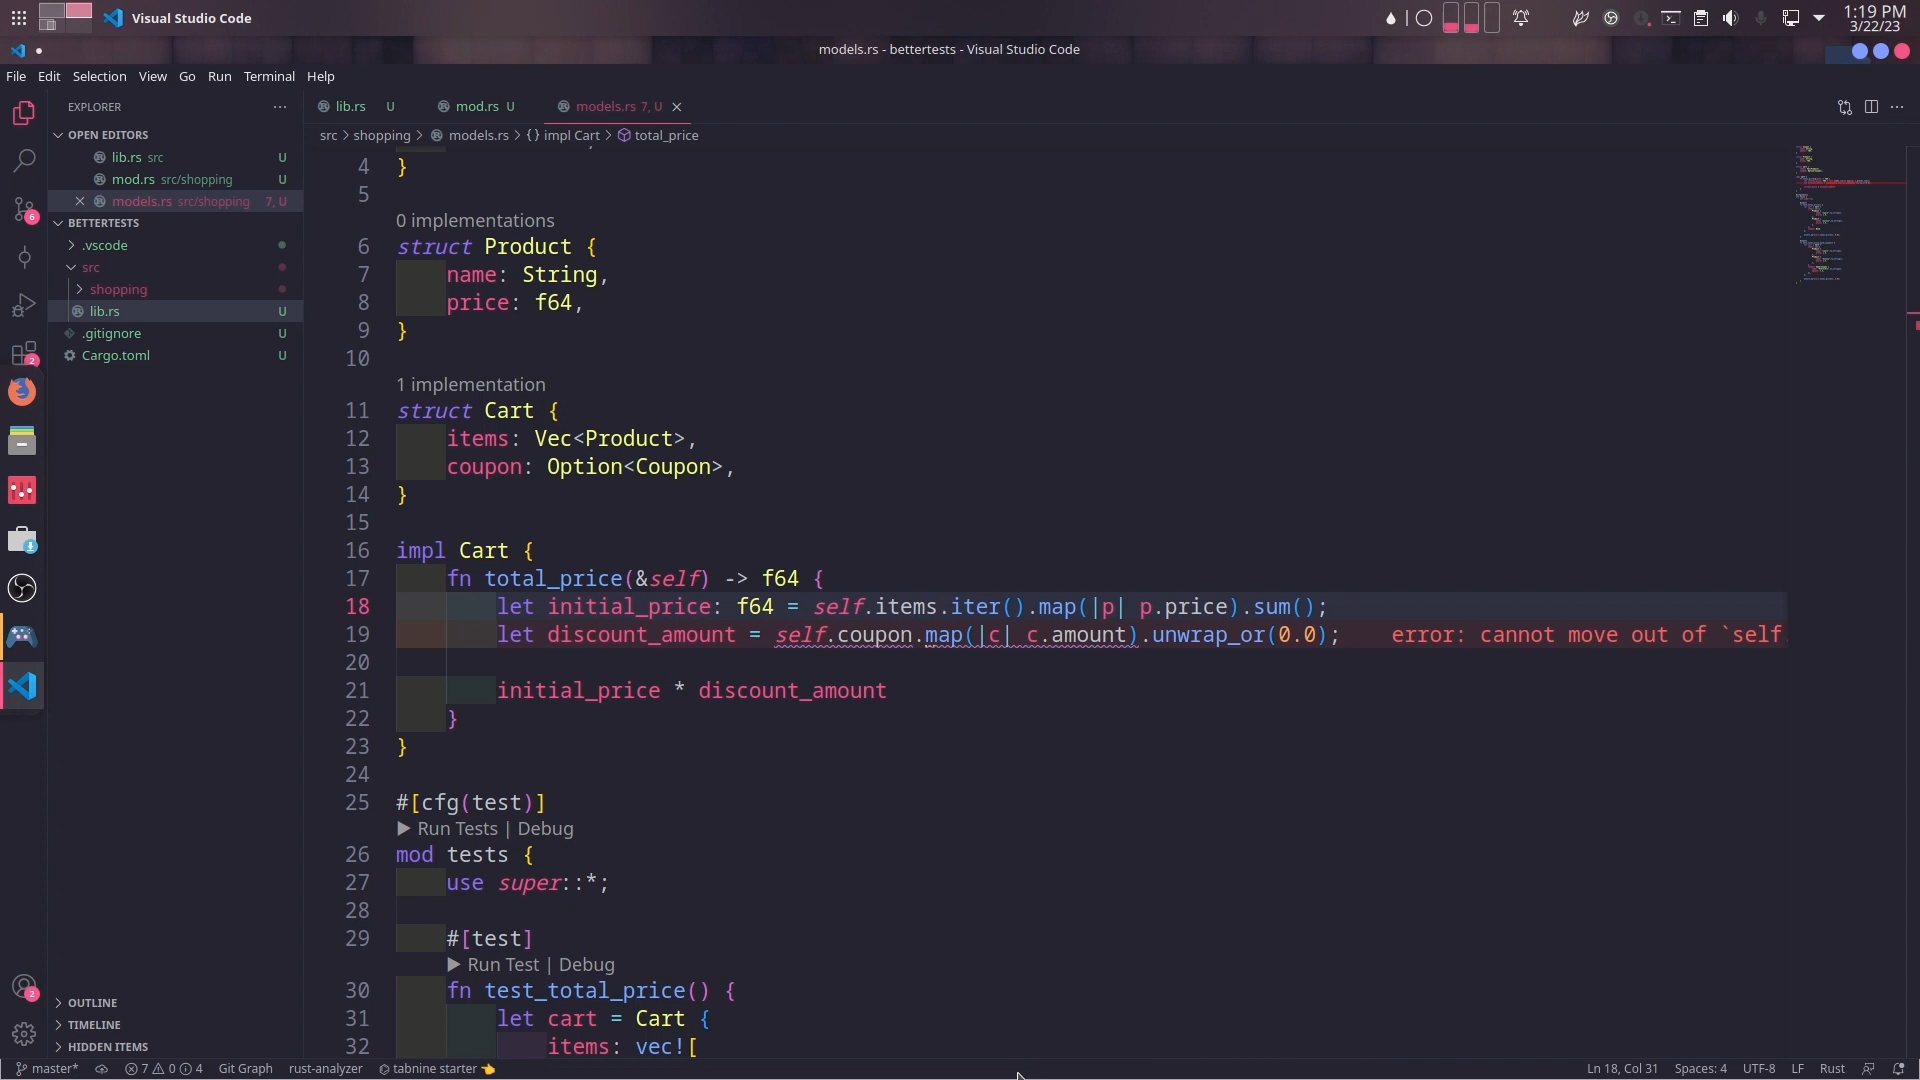 Visual Studio Code
1:19 PM
3/22/23
models.rs - bettertests - Visual Studio Code
File Edit Selection View Go Run Terminal Help
EXPLORER
OPEN EDITORS
lib.rs src U
mod.rs src/shopping U
models.rs src/shopping 7, U
BETTERTESTS
.vscode
src
shopping
lib.rs U
.gitignore U
Cargo.toml U
OUTLINE
TIMELINE
HIDDEN ITEMS
6
2
2
lib.rs U mod.rs U models.rs 7, U
src > shopping > models.rs > {} impl Cart > total_price
4 }
5
0 implementations
6 struct Product {
7 name: String,
8 price: f64,
9 }
10
1 implementation
11 struct Cart {
12 items: Vec<Product>,
13 coupon: Option<Coupon>,
14 }
15
16 impl Cart {
17 fn total_price(&self) -> f64 {
18 let initial_price: f64 = self.items.iter().map(|p| p.price).sum();
19 let discount_amount = self.coupon.map(|c| c.amount).unwrap_or(0.0); error: cannot move out of `self
20
21 initial_price * discount_amount
22 }
23 }
24
25 #[cfg(test)]
▶ Run Tests | Debug
26 mod tests {
27 use super::*;
28
29 #[test]
▶ Run Test | Debug
30 fn test_total_price() {
31 let cart = Cart {
32 items: vec![
master* 7 0 4 Git Graph rust-analyzer tabnine starter 👈 Ln 18, Col 31 Spaces: 4 UTF-8 LF Rust